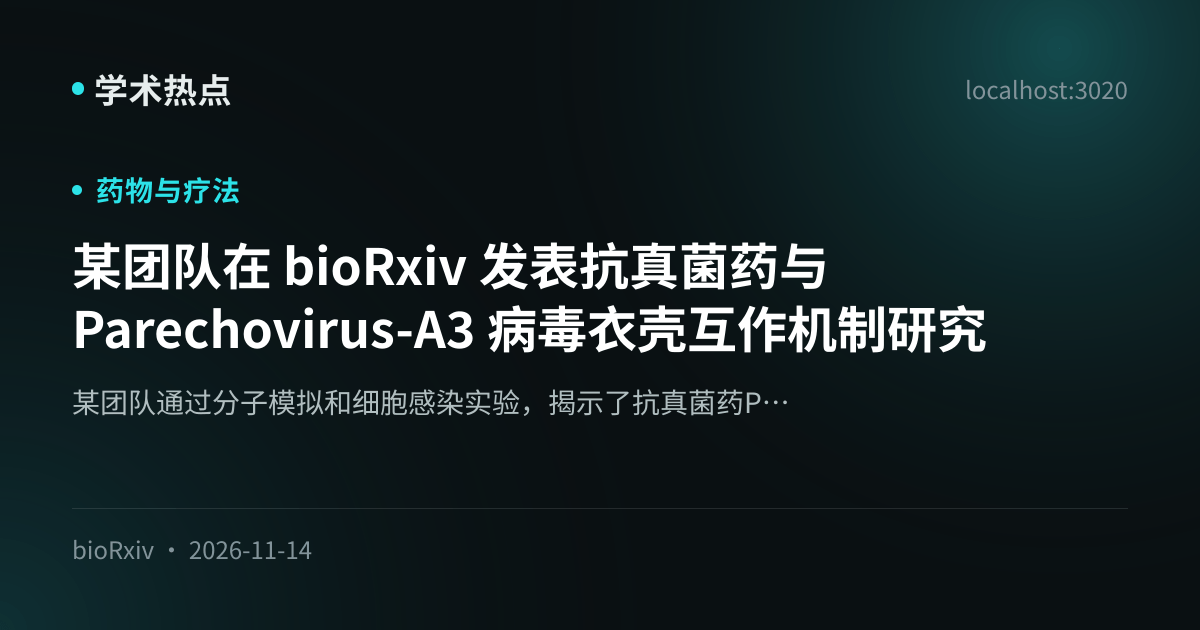 学术热点
localhost:3020
药物与疗法
某团队在 bioRxiv 发表抗真菌药与
Parechovirus-A3 病毒衣壳互作机制研究
某团队通过分子模拟和细胞感染实验，揭示了抗真菌药P…
bioRxiv · 2026-11-14